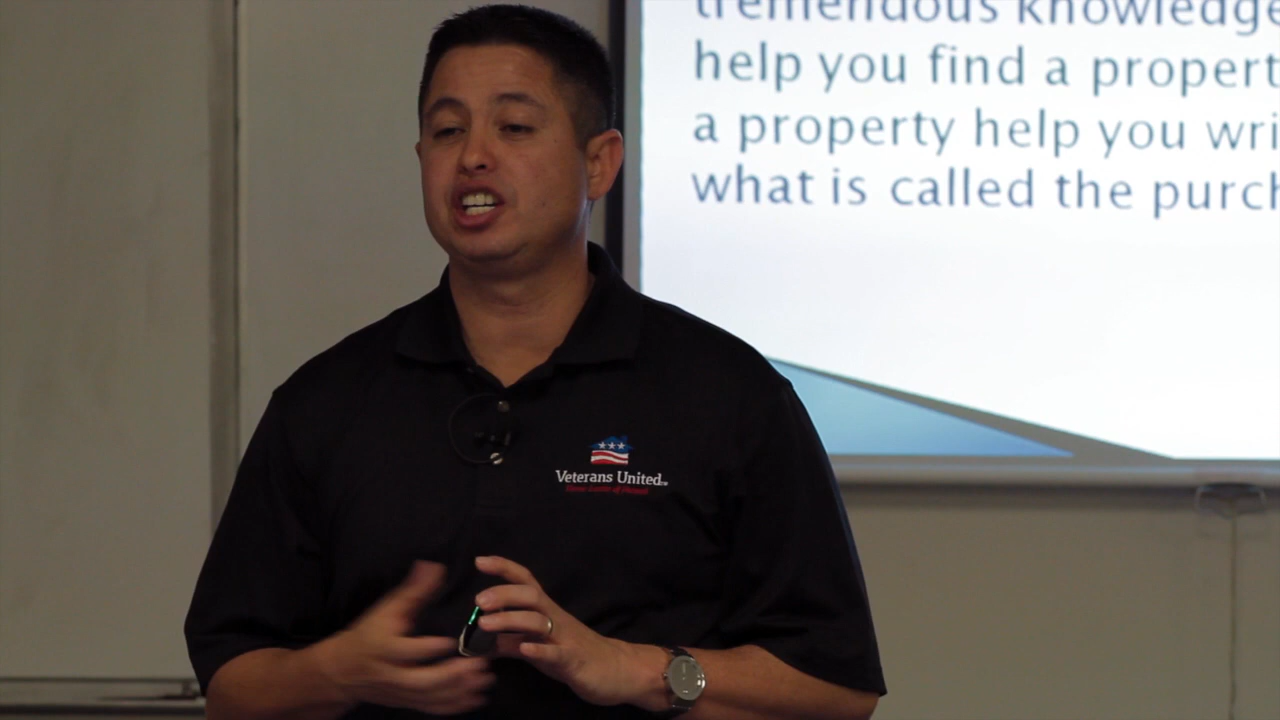 tremendous knowledge
help you find a propert
a property help you wri
what is called the purch
Veterans United